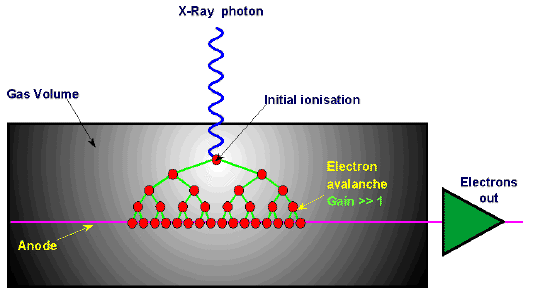 X-Ray photon
Gas Volume
Initial ionisation
Electron
avalanche
Gain >> 1
Electrons
out
Anode